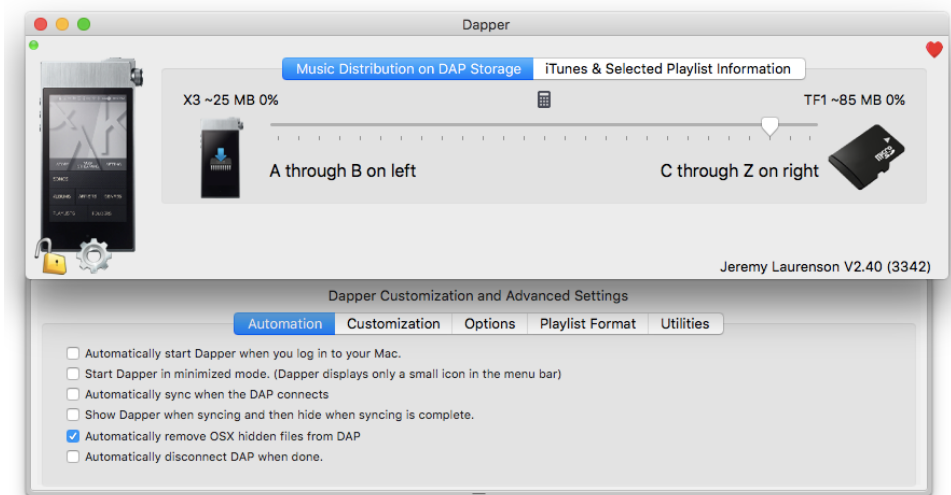 Dapper
Music Distribution on DAP Storage
iTunes & Selected Playlist Information
X3 ~25 MB 0%
TF1 ~85 MB 0%
A through B on left
C through Z on right
Jeremy Laurenson V2.40 (3342)
Dapper Customization and Advanced Settings
Automation
Customization
Options
Playlist Format
Utilities
Automatically start Dapper when you log in to your Mac.
Start Dapper in minimized mode. (Dapper displays only a small icon in the menu bar)
Automatically sync when the DAP connects
Show Dapper when syncing and then hide when syncing is complete.
Automatically remove OSX hidden files from DAP
Automatically disconnect DAP when done.